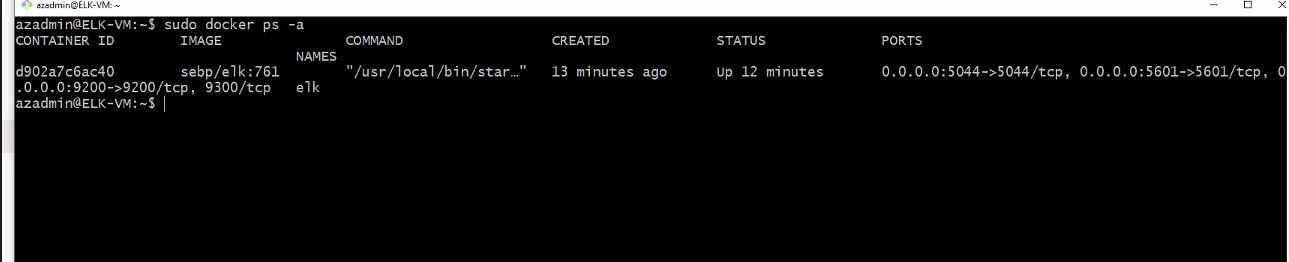 azadmin@ELK-VM: ~
azadmin@ELK-VM:~$ sudo docker ps -a
CONTAINER ID        IMAGE               COMMAND                  CREATED             STATUS              PORTS
                                  NAMES
d902a7c6ac40        sebp/elk:761        "/usr/local/bin/star…"   13 minutes ago      Up 12 minutes       0.0.0.0:5044->5044/tcp, 0.0.0.0:5601->5601/tcp, 0
.0.0.0:9200->9200/tcp, 9300/tcp   elk
azadmin@ELK-VM:~$